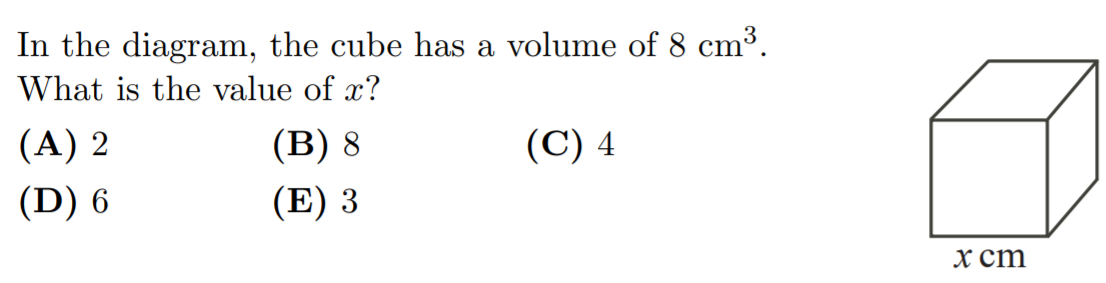 In the diagram, the cube has a volume of 8 cm³.
What is the value of x?
(A) 2 (B) 8 (C) 4
(D) 6 (E) 3
x cm